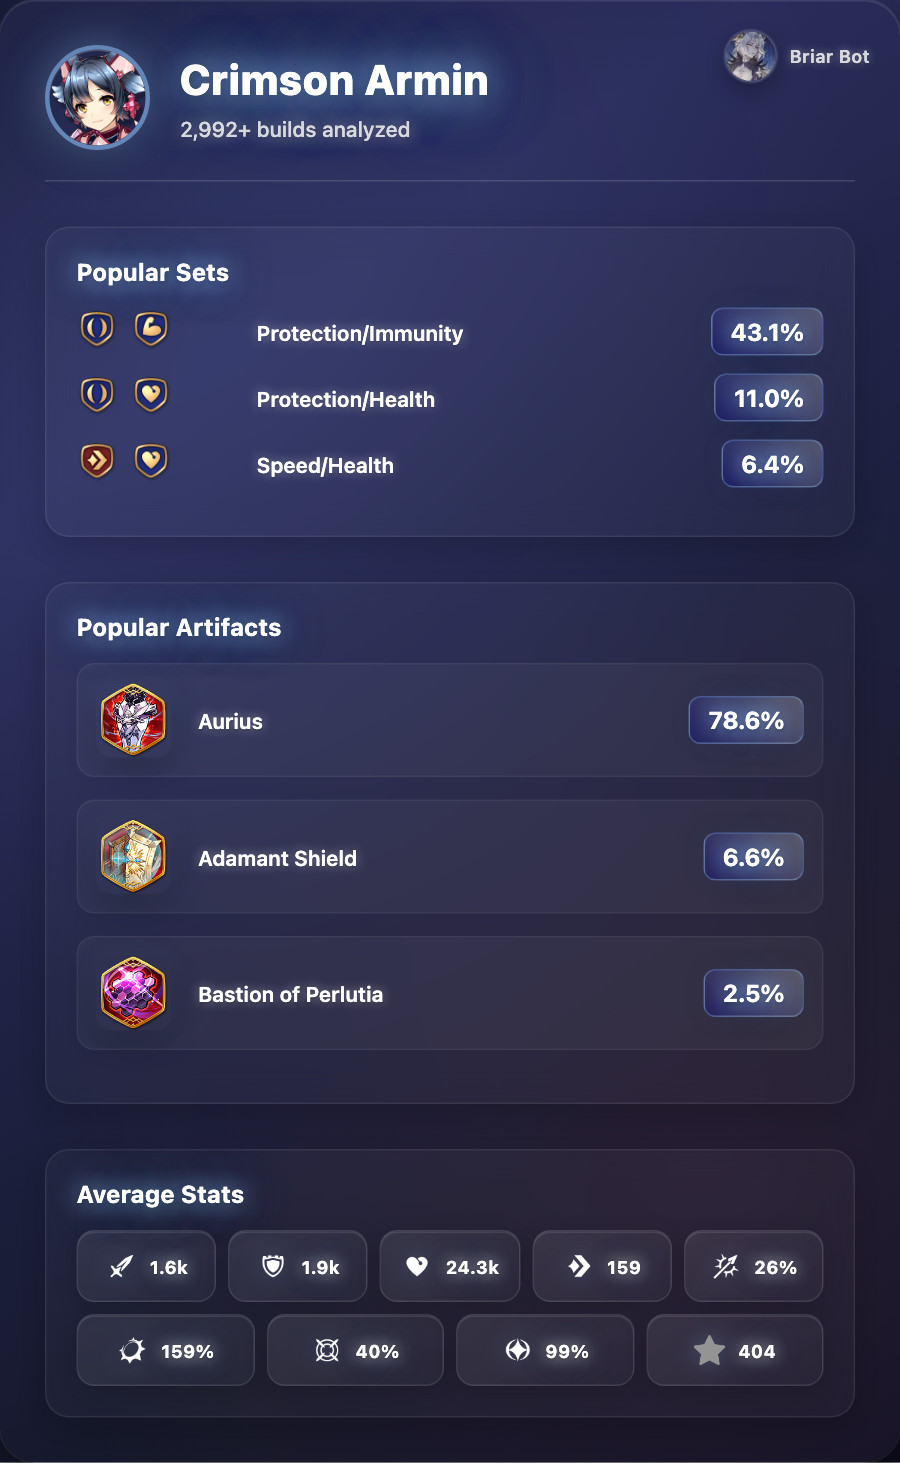 Crimson Armin
2,992+ builds analyzed
Briar Bot
Popular Sets
Protection/Immunity 43.1%
Protection/Health 11.0%
Speed/Health 6.4%
Popular Artifacts
Aurius 78.6%
Adamant Shield 6.6%
Bastion of Perlutia 2.5%
Average Stats
1.6k 1.9k 24.3k 159 26%
159% 40% 99% 404